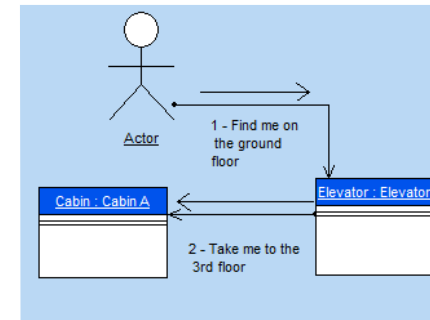 Actor
1 - Find me on
the ground
floor
Cabin : Cabin A
Elevator : Elevator
2 - Take me to the
3rd floor